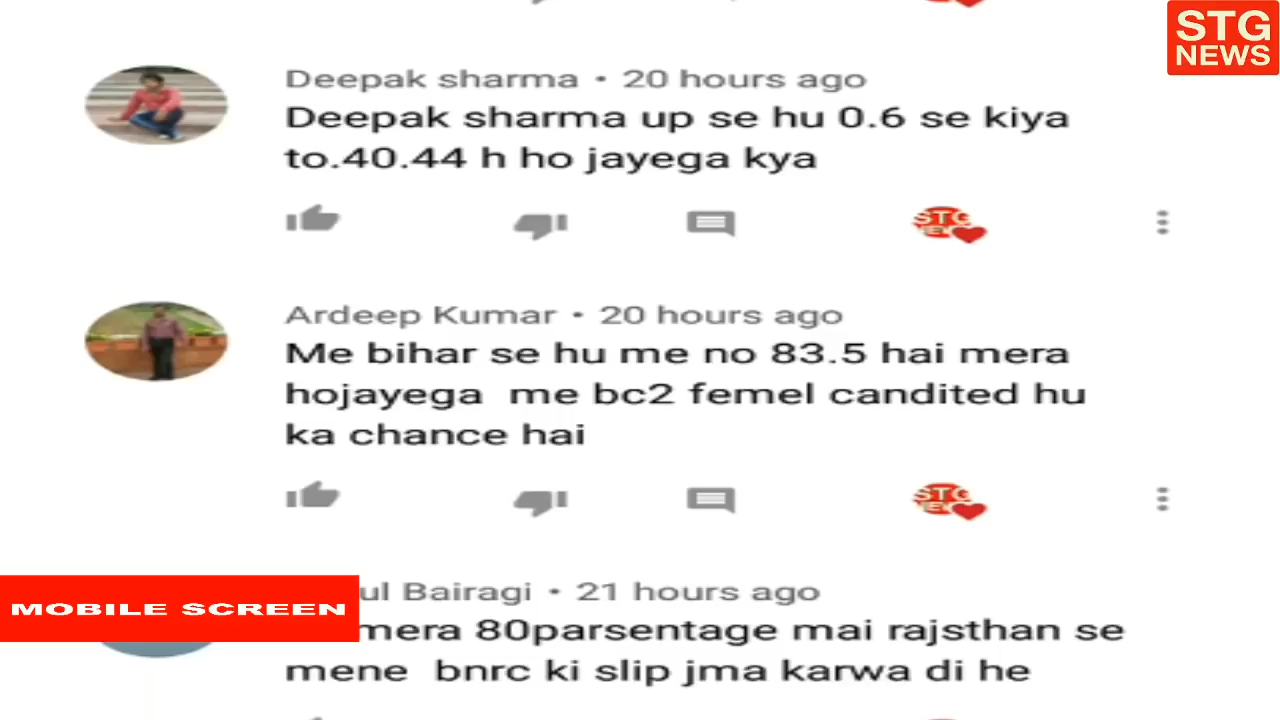 STG
NEWS
Deepak sharma • 20 hours ago
Deepak sharma up se hu 0.6 se kiya
to.40.44 h ho jayega kya
STG
Ardeep Kumar • 20 hours ago
Me bihar se hu me no 83.5 hai mera
hojayega me bc2 femel candited hu
ka chance hai
STG
Bairagi • 21 hours ago
MOBILE SCREEN
mera 80parsentage mai rajsthan se
mene bnrc ki slip jma karwa di he